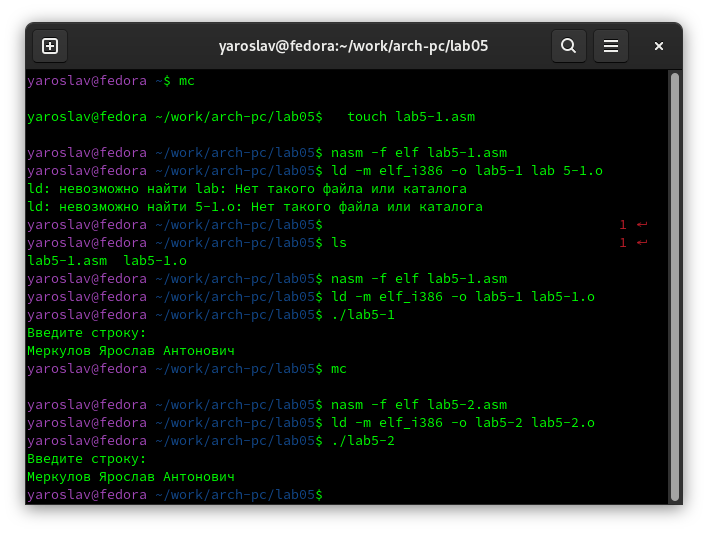 yaroslav@fedora:~/work/arch-pc/lab05
yaroslav@fedora ~$ mc
yaroslav@fedora ~/work/arch-pc/lab05$   touch lab5-1.asm
yaroslav@fedora ~/work/arch-pc/lab05$ nasm -f elf lab5-1.asm
yaroslav@fedora ~/work/arch-pc/lab05$ ld -m elf_i386 -o lab5-1 lab 5-1.o
ld: невозможно найти lab: Нет такого файла или каталога
ld: невозможно найти 5-1.o: Нет такого файла или каталога
yaroslav@fedora ~/work/arch-pc/lab05$ 1 ↵
yaroslav@fedora ~/work/arch-pc/lab05$ ls 1 ↵
lab5-1.asm  lab5-1.o
yaroslav@fedora ~/work/arch-pc/lab05$ nasm -f elf lab5-1.asm
yaroslav@fedora ~/work/arch-pc/lab05$ ld -m elf_i386 -o lab5-1 lab5-1.o
yaroslav@fedora ~/work/arch-pc/lab05$ ./lab5-1
Введите строку:
Меркулов Ярослав Антонович
yaroslav@fedora ~/work/arch-pc/lab05$ mc
yaroslav@fedora ~/work/arch-pc/lab05$ nasm -f elf lab5-2.asm
yaroslav@fedora ~/work/arch-pc/lab05$ ld -m elf_i386 -o lab5-2 lab5-2.o
yaroslav@fedora ~/work/arch-pc/lab05$ ./lab5-2
Введите строку:
Меркулов Ярослав Антонович
yaroslav@fedora ~/work/arch-pc/lab05$